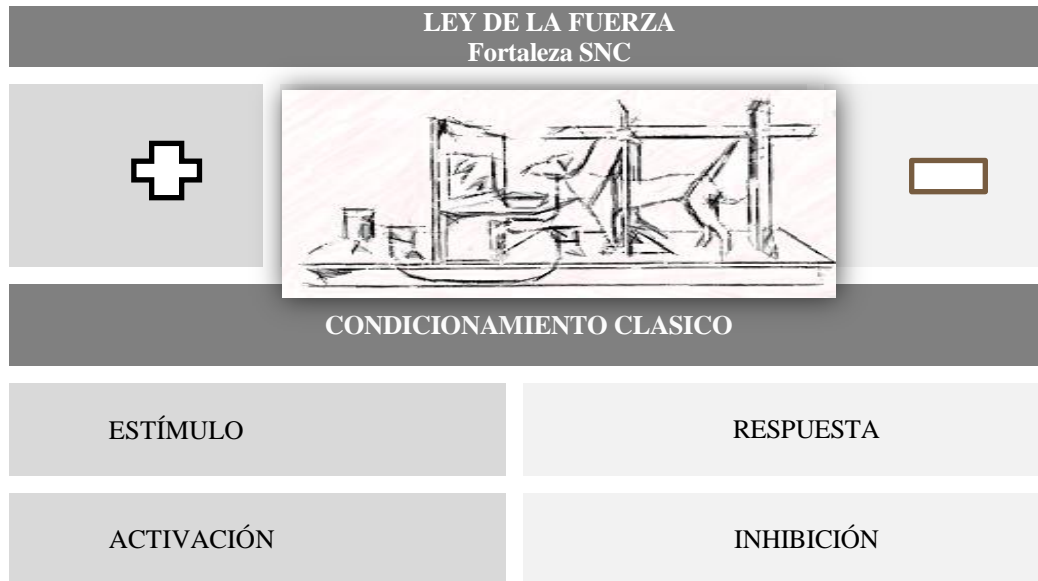 LEY DE LA FUERZA
Fortaleza SNC
CONDICIONAMIENTO CLASICO
ESTÍMULO
RESPUESTA
ACTIVACIÓN
INHIBICIÓN